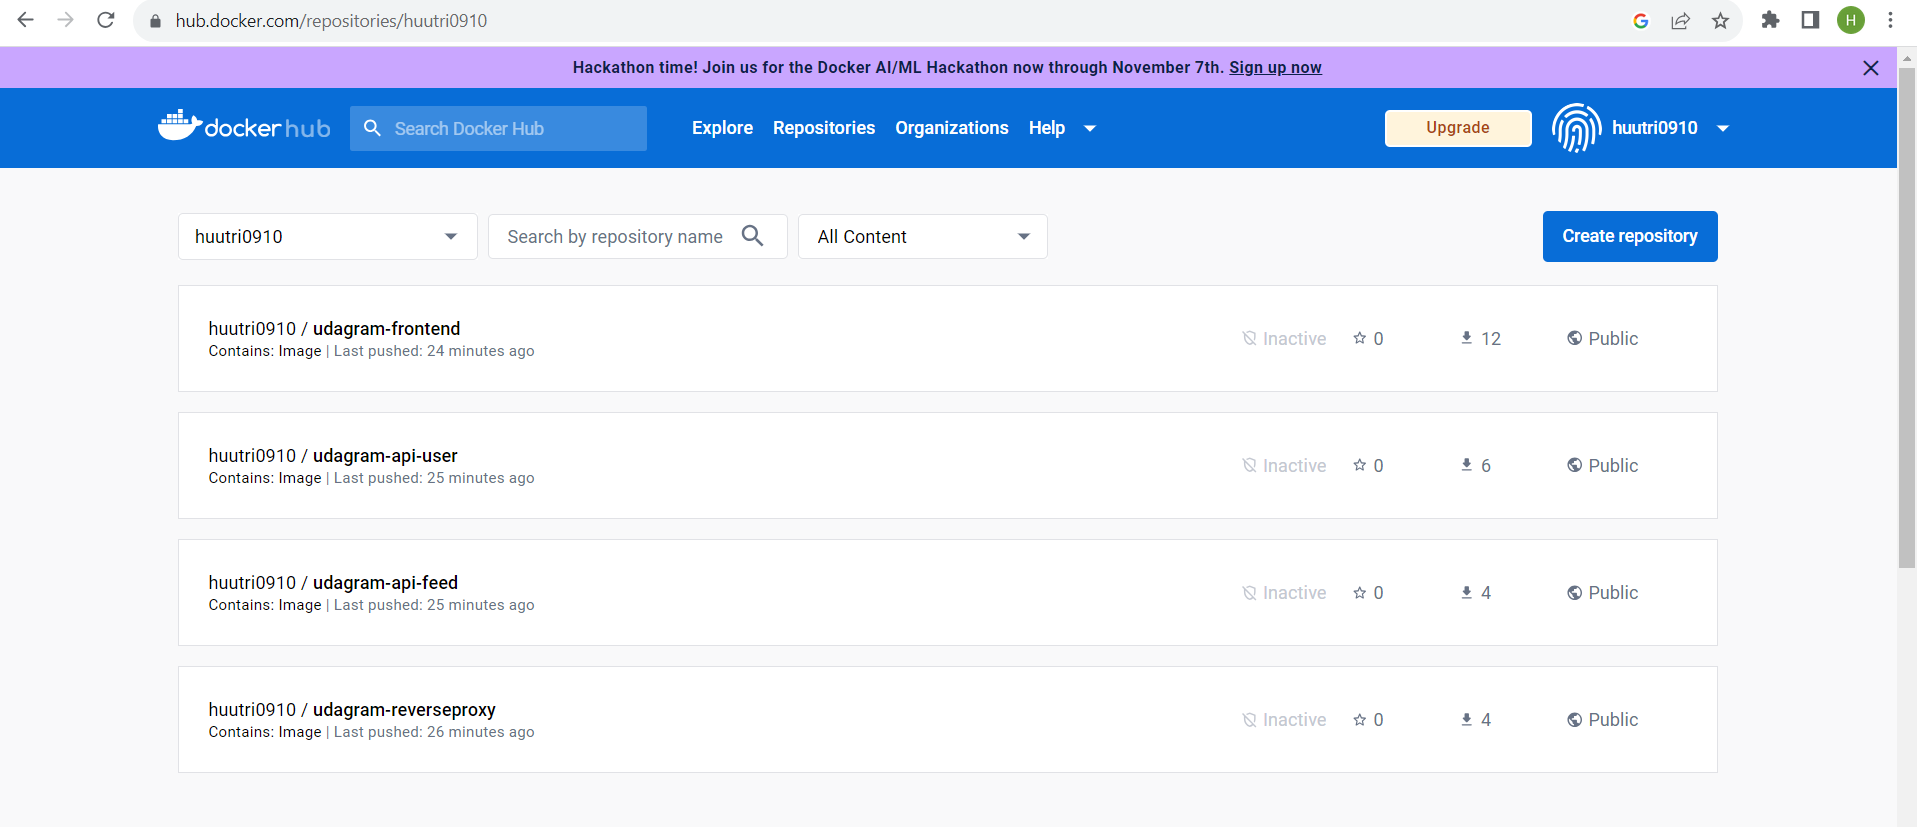 hub.docker.com/repositories/huutri0910
H
Hackathon time! Join us for the Docker AI/ML Hackathon now through November 7th. Sign up now
docker hub
Search Docker Hub
Explore
Repositories
Organizations
Help
Upgrade
huutri0910
huutri0910
Search by repository name
All Content
Create repository
huutri0910 / udagram-frontend
Contains: Image | Last pushed: 24 minutes ago
Inactive
0
12
Public
huutri0910 / udagram-api-user
Contains: Image | Last pushed: 25 minutes ago
Inactive
0
6
Public
huutri0910 / udagram-api-feed
Contains: Image | Last pushed: 25 minutes ago
Inactive
0
4
Public
huutri0910 / udagram-reverseproxy
Contains: Image | Last pushed: 26 minutes ago
Inactive
0
4
Public